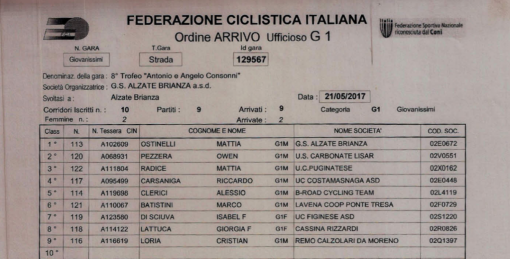 FEDERAZIONE CICLISTICA ITALIANA
Federazione Sportiva Nazionale
riconosciuta dal Coni
Ordine ARRIVO Ufficioso G 1
N. GARA T.Gara Id gara
Giovanissimi Strada 129567
Denominaz. della gara : 8° Trofeo "Antonio e Angelo Consonni"
Società Organizzatrice : G.S. ALZATE BRIANZA a.s.d.
Svoltasi a : Alzate Brianza Data : 21/05/2017
Corridori Iscritti n. : 10 Partiti : 9 Arrivati : 9 Categoria G1 Giovanissimi
Femmine n. : 2 Arrivate : 2
Class N. N. Tessera C/N COGNOME E NOME NOME SOCIETA' COD. SOC.
1° 113 A102609 OSTINELLI MATTIA G1M G.S. ALZATE BRIANZA 02E0672
2° 120 A068931 PEZZERA OWEN G1M U.S. CARBONATE LISAR 02V0551
3° 122 A111804 RADICE MATTIA G1M U.C.PUGINATESE 02X0162
4° 117 A095499 CARSANIGA RICCARDO G1M UC COSTAMASNAGA ASD 02E0448
5° 114 A119698 CLERICI ALESSIO G1M B-ROAD CYCLING TEAM 02L4119
6° 121 A110067 BATISTINI MARCO G1M LAVENA COOP PONTE TRESA 02F0729
7° 119 A123580 DI SCIUVA ISABEL F G1F UC FIGINESE ASD 02S1220
8° 118 A114122 LATTUCA GIORGIA F G1F CASSINA RIZZARDI 02R0826
9° 116 A116619 LORIA CRISTIAN G1M REMO CALZOLARI DA MORENO 02Q1397
10°